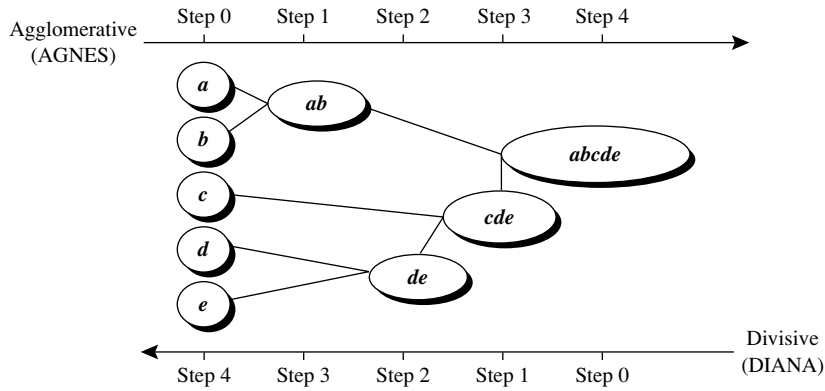 Agglomerative
(AGNES)
Step 0 Step 1 Step 2 Step 3 Step 4
a
ab
b
abcde
c
cde
d
de
e
Divisive
(DIANA)
Step 4 Step 3 Step 2 Step 1 Step 0